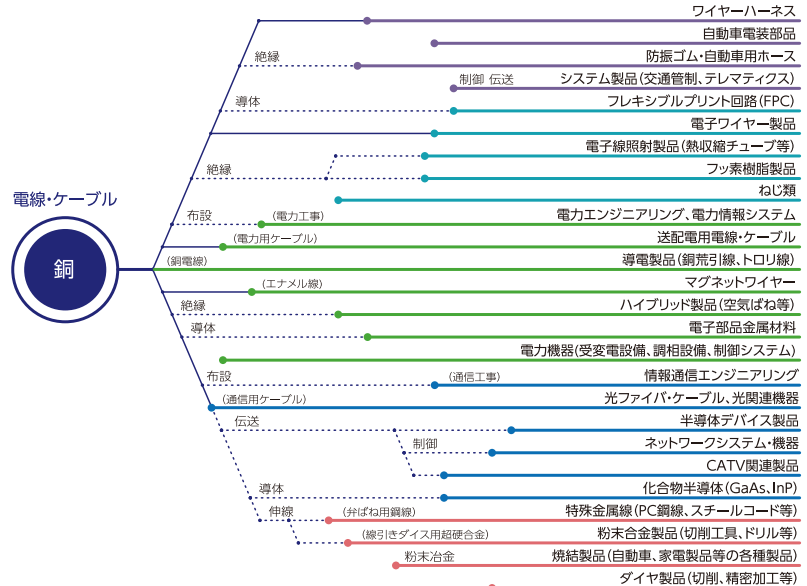 ワイヤーハーネス
自動車電装部品
絶縁
防振ゴム・自動車用ホース
制御 伝送
システム製品(交通管制、テレマティクス)
導体
フレキシブルプリント回路(FPC)
電子ワイヤー製品
電子線照射製品(熱収縮チューブ等)
絶縁
フッ素樹脂製品
電線・ケーブル
ねじ類
布設
(電力工事)
電力エンジニアリング、電力情報システム
(電力用ケーブル)
送配電用電線・ケーブル
銅
(銅電線)
導電製品(銅荒引線、トロリ線)
(エナメル線)
マグネットワイヤー
絶縁
ハイブリッド製品(空気ばね等)
導体
電子部品金属材料
電力機器(受変電設備、調相設備、制御システム)
布設
(通信工事)
情報通信エンジニアリング
(通信用ケーブル)
光ファイバ・ケーブル、光関連機器
伝送
半導体デバイス製品
制御
ネットワークシステム・機器
CATV関連製品
導体
化合物半導体(GaAs、InP)
伸線
(弁ばね用鋼線)
特殊金属線(PC鋼線、スチールコード等)
(線引きダイス用超硬合金)
粉末合金製品(切削工具、ドリル等)
粉末冶金
焼結製品(自動車、家電製品等の各種製品)
ダイヤ製品(切削、精密加工等)